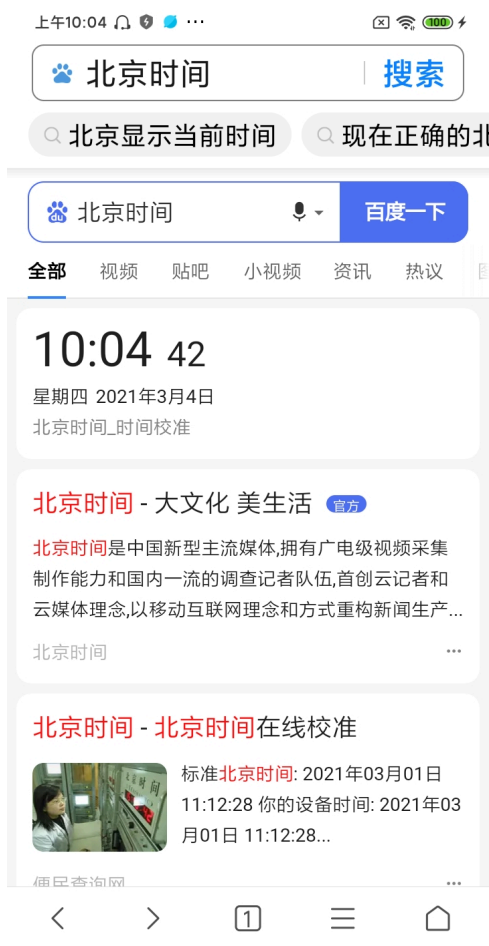 上午10:04 ...
100
北京时间 搜索
北京显示当前时间 现在正确的北
du 北京时间 百度一下
全部 视频 贴吧 小视频 资讯 热议
10:04 42
星期四 2021年3月4日
北京时间_时间校准
北京时间 - 大文化 美生活 官方
北京时间是中国新型主流媒体,拥有广电级视频采集
制作能力和国内一流的调查记者队伍,首创云记者和
云媒体理念,以移动互联网理念和方式重构新闻生产...
北京时间
北京时间 - 北京时间在线校准
标准北京时间: 2021年03月01日
11:12:28 你的设备时间: 2021年03
月01日 11:12:28...
便民查询网
1